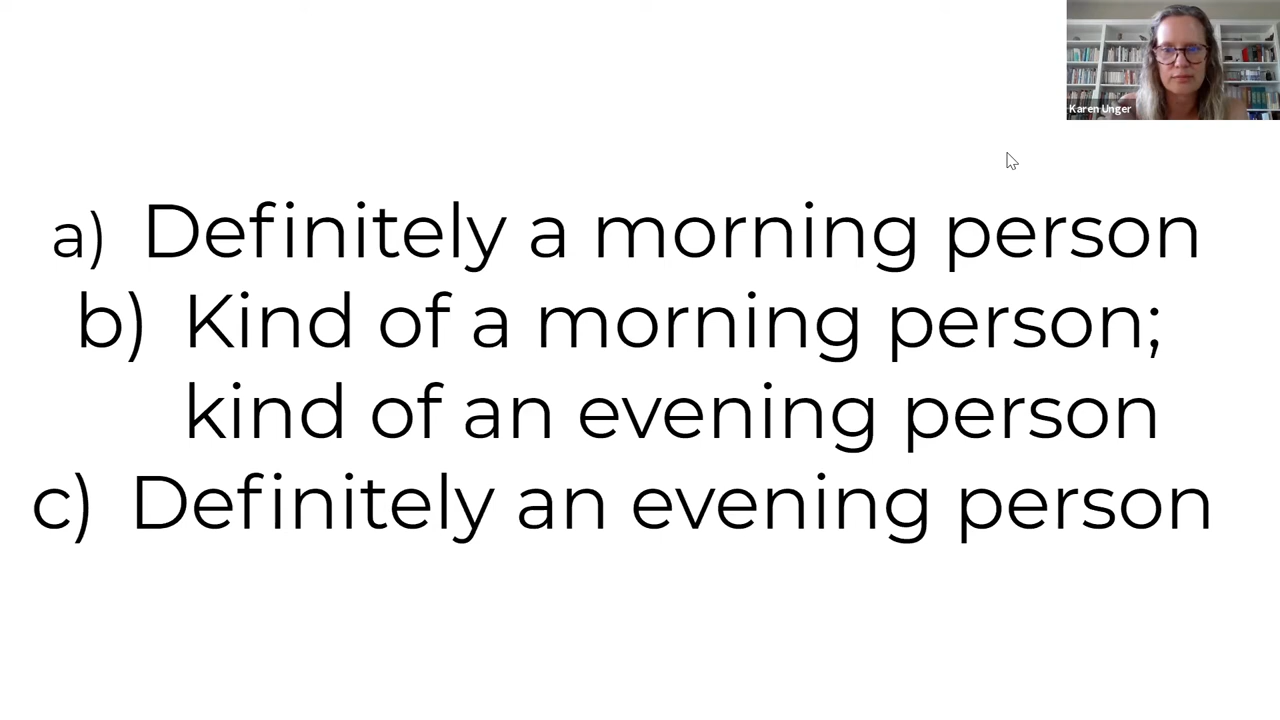 Karen Unger
a) Definitely a morning person
b) Kind of a morning person;
kind of an evening person
c) Definitely an evening person